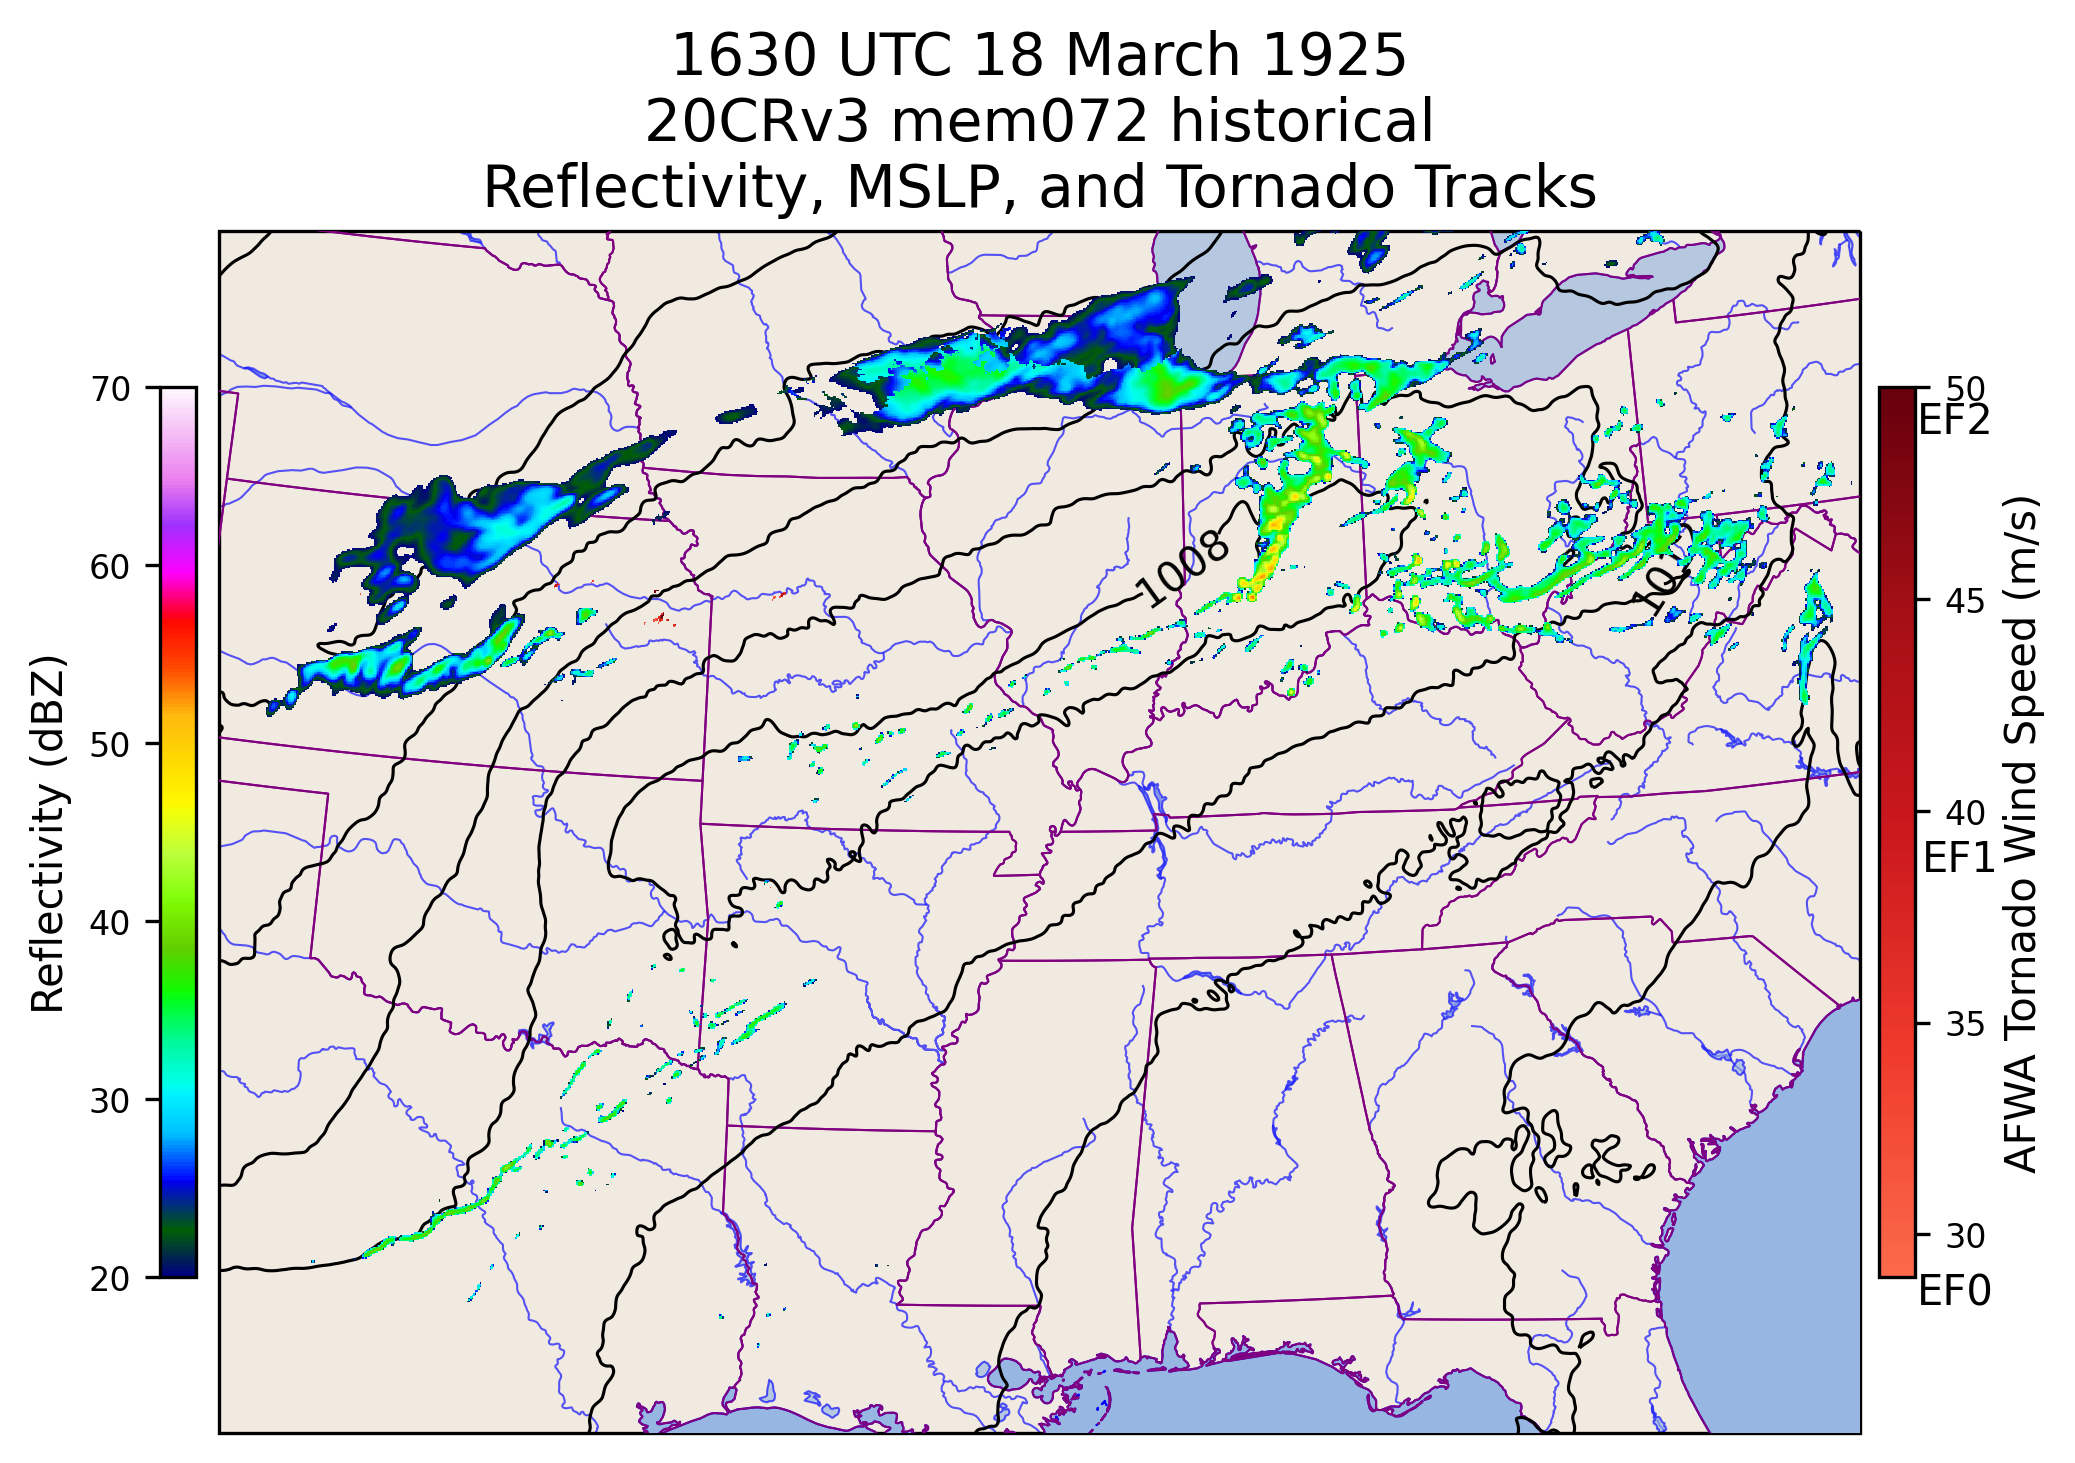 1630 UTC 18 March 1925
20CRv3 mem072 historical
Reflectivity, MSLP, and Tornado Tracks
Reflectivity (dBZ)
70
60
50
40
30
20
1008
10
50
EF2
45
40
EF1
35
30
EF0
AFWA Tornado Wind Speed (m/s)